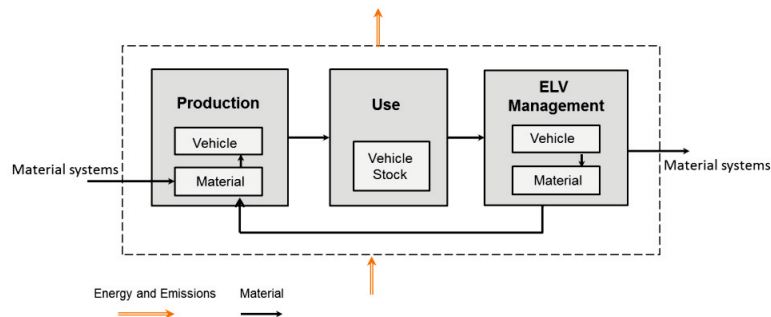 Production
Vehicle
Material
Use
Vehicle
Stock
ELV
Management
Vehicle
Material
Material systems
Material systems
Energy and Emissions
Material